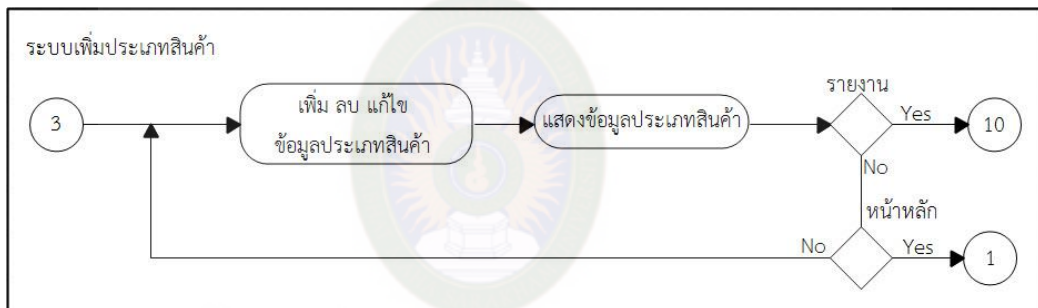 ระบบเพิ่มประเภทสินค้า
3
เพิ่ม ลบ แก้ไข
ข้อมูลประเภทสินค้า
แสดงข้อมูลประเภทสินค้า
รายงาน
Yes
10
No
หน้าหลัก
No
Yes
1